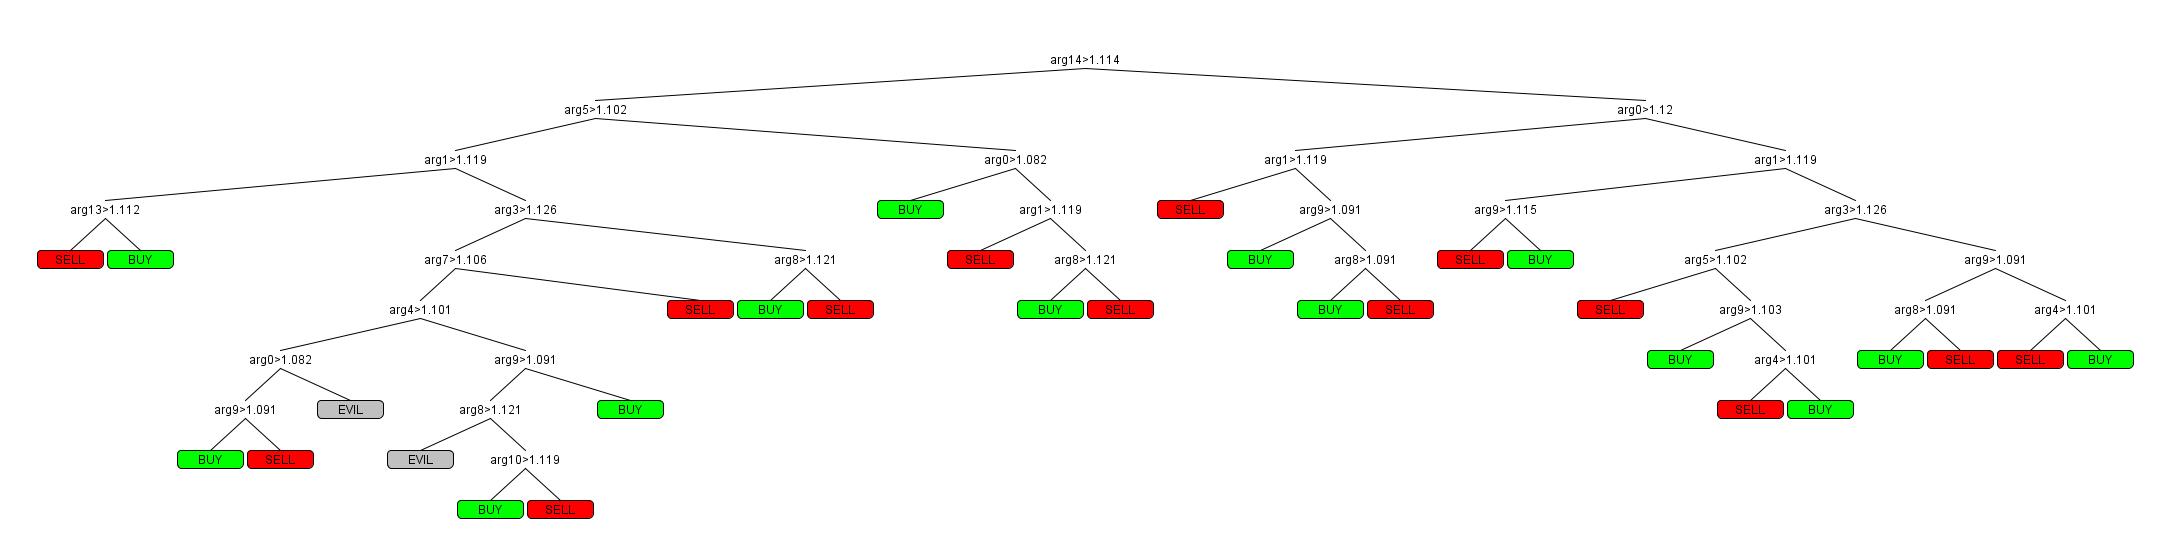 arg14>1.114
arg5>1.102 arg0>1.12
arg1>1.119 arg0>1.082 arg1>1.119 arg1>1.119
arg13>1.112 arg3>1.126 BUY arg1>1.119 SELL arg9>1.091 arg9>1.115 arg3>1.126
SELL BUY arg7>1.106 arg8>1.121 SELL arg8>1.121 BUY arg8>1.091 SELL BUY arg5>1.102 arg9>1.091
arg4>1.101 SELL BUY SELL BUY SELL BUY SELL SELL arg9>1.103 arg8>1.091 arg4>1.101
arg0>1.082 arg9>1.091 BUY arg4>1.101 BUY SELL SELL BUY
arg9>1.091 EVIL arg8>1.121 BUY SELL BUY
BUY SELL EVIL arg10>1.119
BUY SELL